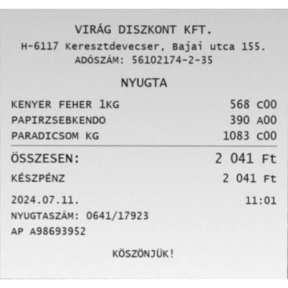 VIRÁG DISZKONT KFT.
H-6117 Keresztdevecser, Bajai utca 155.
ADÓSZÁM: 56102174-2-35
NYUGTA
KENYER FEHER 1KG 568 C00
PAPIRZSEBKENDO 390 A00
PARADICSOM KG 1083 C00
ÖSSZESEN: 2 041 Ft
KÉSZPÉNZ 2 041 Ft
2024.07.11. 11:01
NYUGTASZÁM: 0641/17923
AP A98693952
KÖSZÖNJÜK!